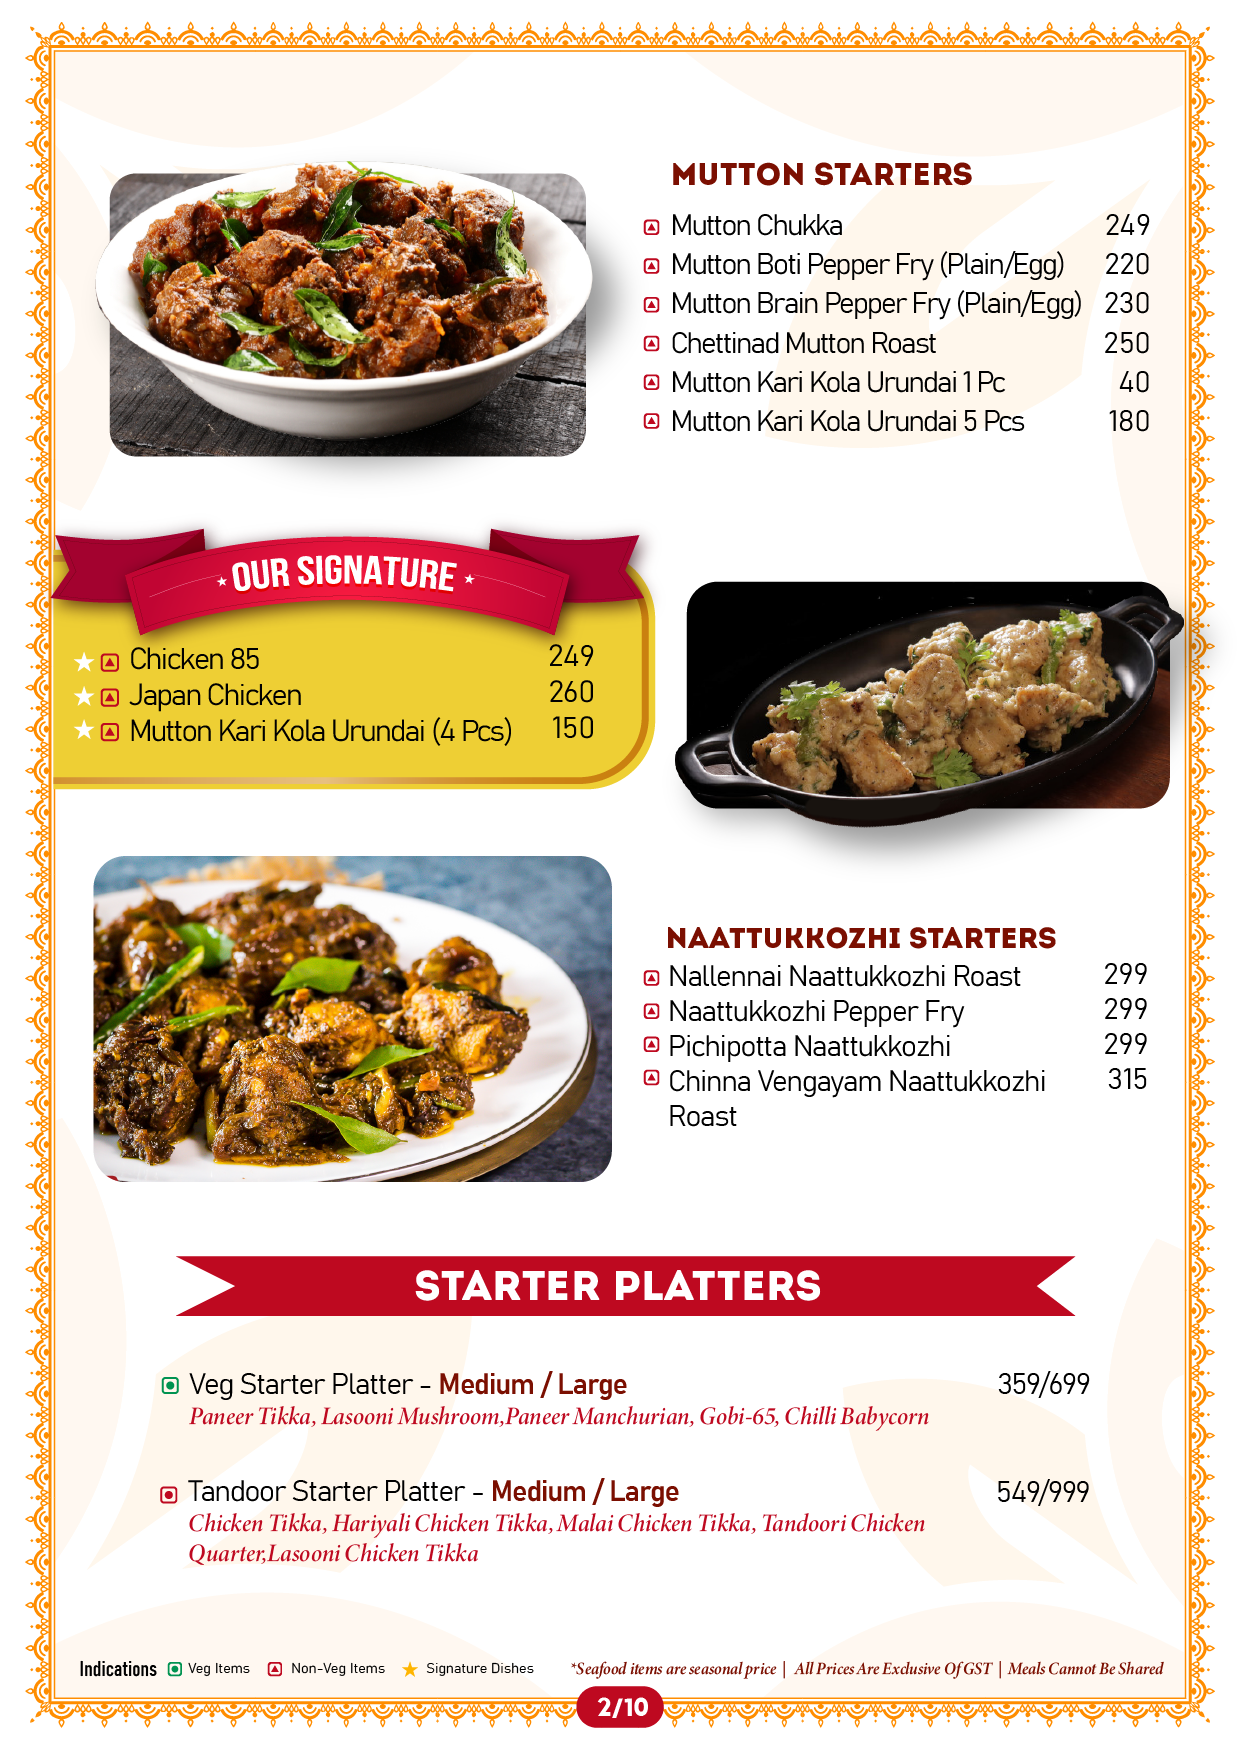 MUTTON STARTERS
Mutton Chukka 249
Mutton Boti Pepper Fry (Plain/Egg) 220
Mutton Brain Pepper Fry (Plain/Egg) 230
Chettinad Mutton Roast 250
Mutton Kari Kola Urundai 1 Pc 40
Mutton Kari Kola Urundai 5 Pcs 180
OUR SIGNATURE
Chicken 85 249
Japan Chicken 260
Mutton Kari Kola Urundai (4 Pcs) 150
NAATTUKKOZHI STARTERS
Nallennai Naattukkozhi Roast 299
Naattukkozhi Pepper Fry 299
Pichipotta Naattukkozhi 299
Chinna Vengayam Naattukkozhi 315
Roast
STARTER PLATTERS
Veg Starter Platter - Medium / Large 359/699
Paneer Tikka, Lasooni Mushroom,Paneer Manchurian, Gobi-65, Chilli Babycorn
Tandoor Starter Platter - Medium / Large 549/999
Chicken Tikka, Hariyali Chicken Tikka, Malai Chicken Tikka, Tandoori Chicken
Quarter,Lasooni Chicken Tikka
Indications Veg Items Non-Veg Items Signature Dishes *Seafood items are seasonal price | All Prices Are Exclusive Of GST | Meals Cannot Be Shared
2/10